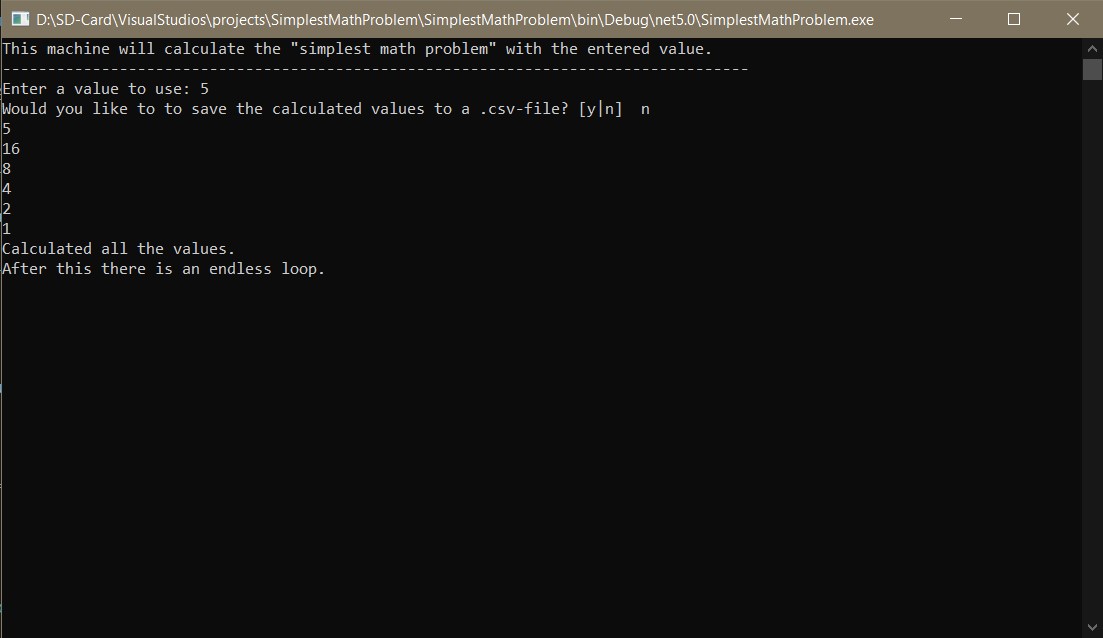 D:\SD-Card\VisualStudios\projects\SimplestMathProblem\SimplestMathProblem\bin\Debug\net5.0\SimplestMathProblem.exe
This machine will calculate the "simplest math problem" with the entered value.
-----------------------------------------------------------------------------------
Enter a value to use: 5
Would you like to to save the calculated values to a .csv-file? [y|n]  n
5
16
8
4
2
1
Calculated all the values.
After this there is an endless loop.